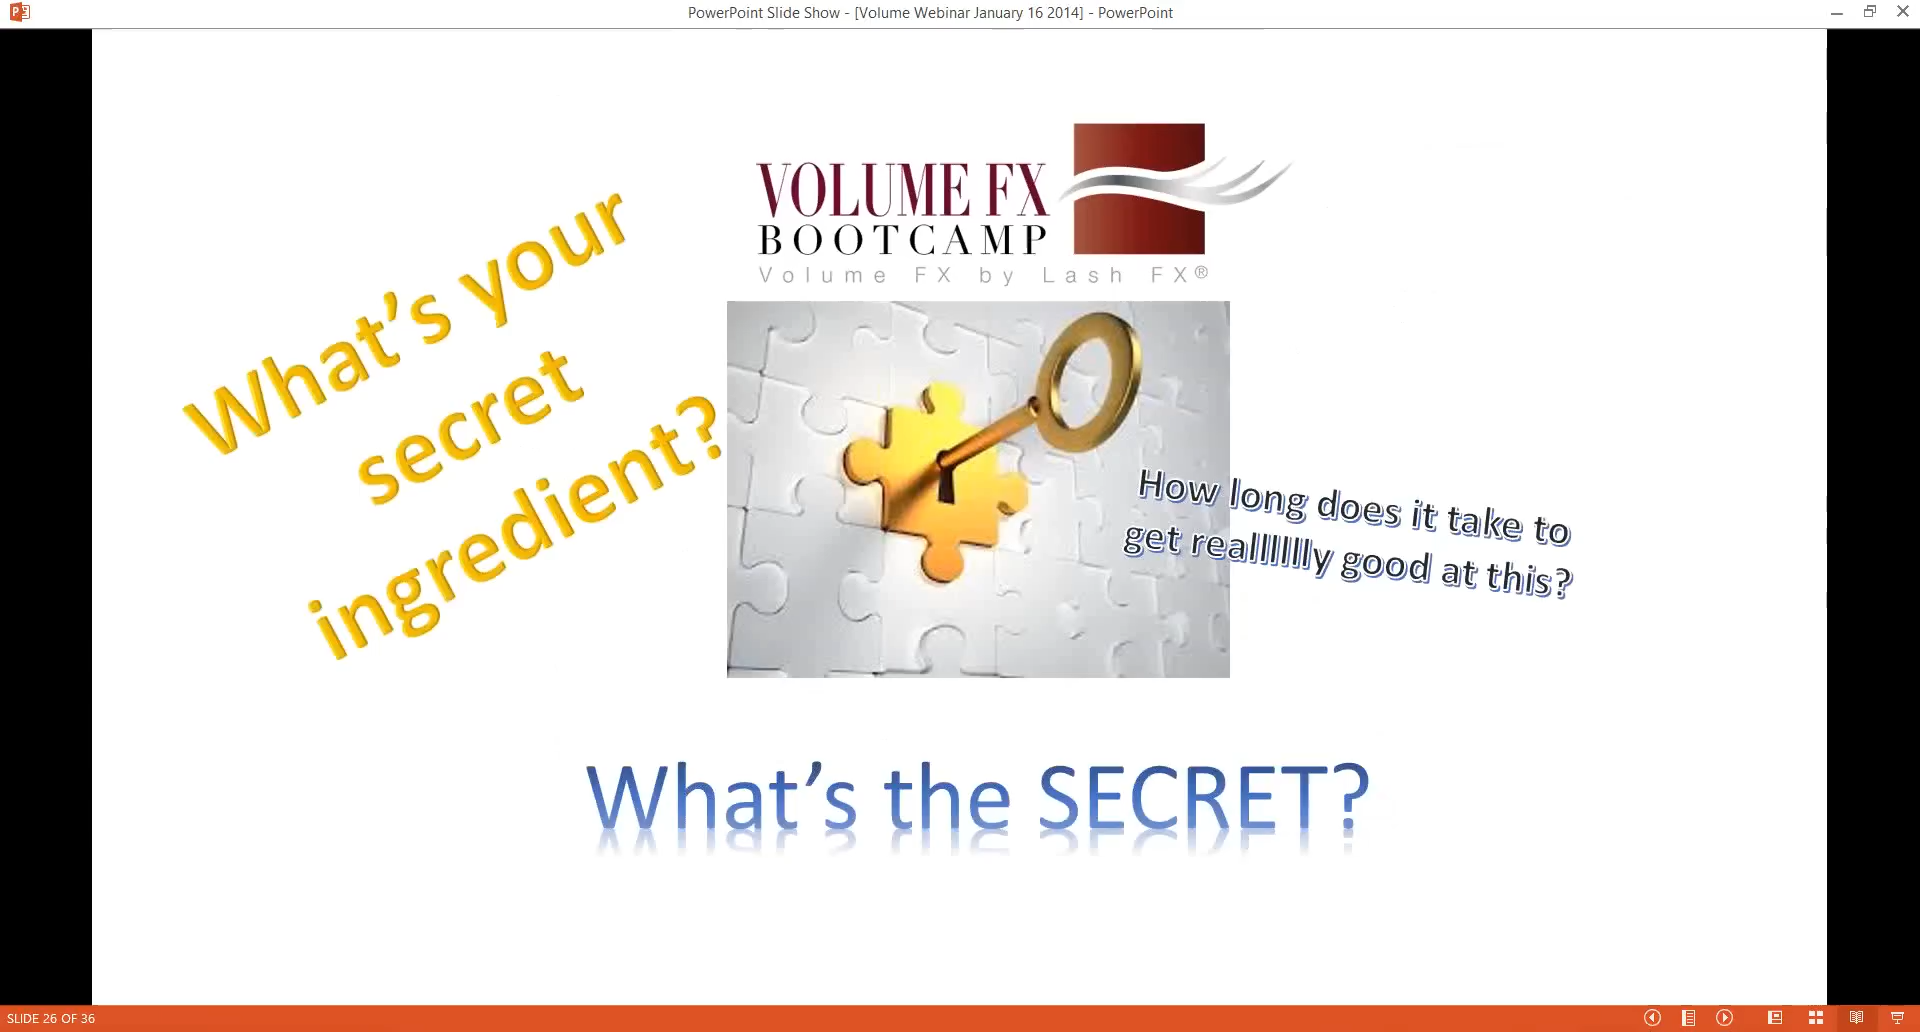 PowerPoint Slide Show - [Volume Webinar January 16 2014] - PowerPoint
VOLUME FX
BOOTCAMP
Volume FX by Lash FX®
What's your
secret
ingredient?
How long does it take to
get realllllllly good at this?
What's the SECRET?
SLIDE 26 OF 36